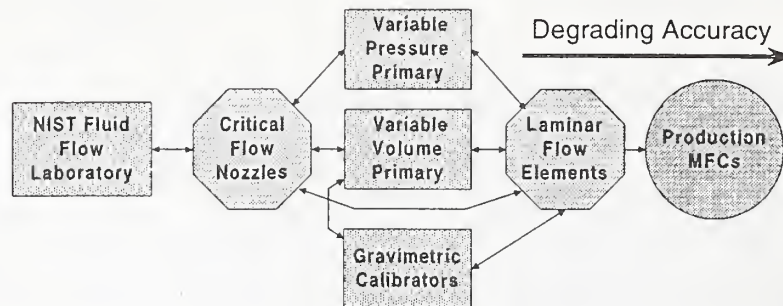 Degrading Accuracy
Variable
Pressure
Primary
NIST Fluid
Flow
Laboratory
Critical
Flow
Nozzles
Variable
Volume
Primary
Laminar
Flow
Elements
Production
MFCs
Gravimetric
Calibrators